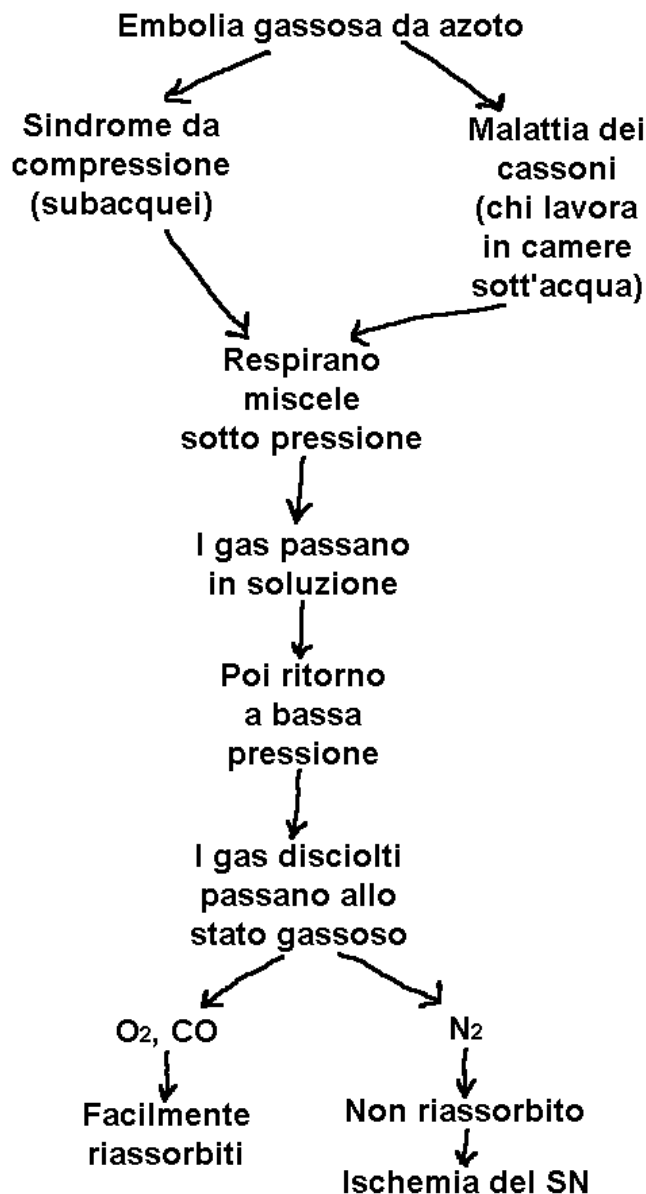 Embolia gassosa da azoto
Sindrome da
compressione
(subacquei)
Malattia dei
cassoni
(chi lavora
in camere
sott'acqua)
Respirano
miscele
sotto pressione
I gas passano
in soluzione
Poi ritorno
a bassa
pressione
I gas disciolti
passano allo
stato gassoso
O2, CO
Facilmente
riassorbiti
N2
Non riassorbito
Ischemia del SN